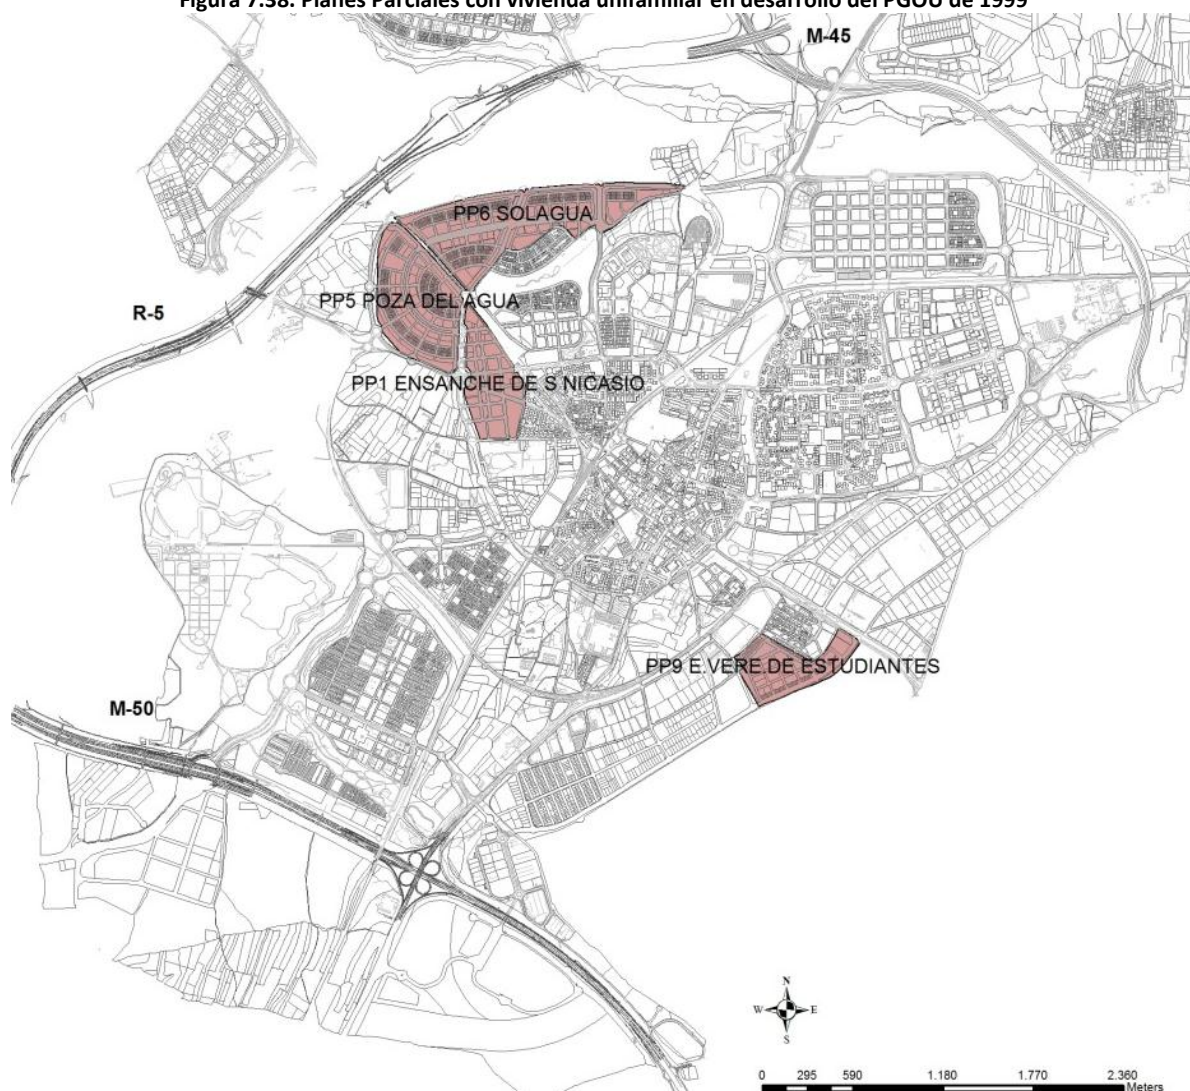 Figura 7.38: Planes Parciales con vivienda unifamiliar en desarrollo del PGOU de 1999
M-45
PP6 SOLAGUA
PP5 POZA DEL AGUA
R-5
PP1 ENSANCHE DE S NICASIO
PP9 E.VERE.DE ESTUDIANTES
M-50
N
W E
S
0 295 590 1.180 1.770 2.360
Meters